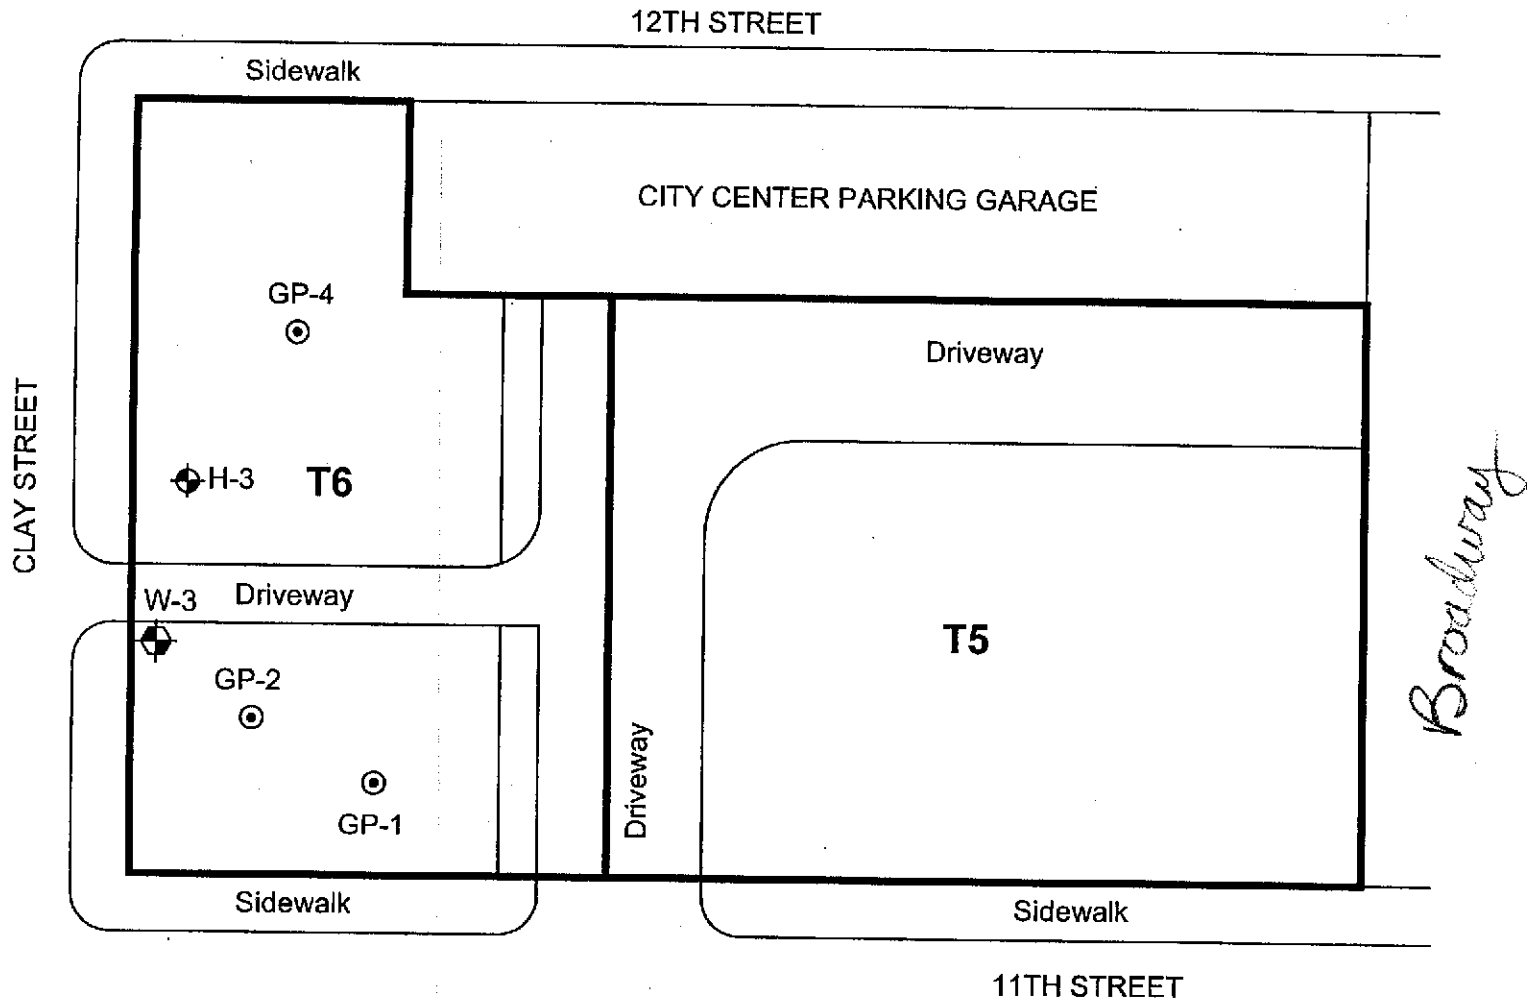 12TH STREET
Sidewalk
CITY CENTER PARKING GARAGE
GP-4
Driveway
CLAY STREET
H-3
T6
Broadway
W-3
Driveway
T5
GP-2
Driveway
GP-1
Sidewalk
Sidewalk
11TH STREET